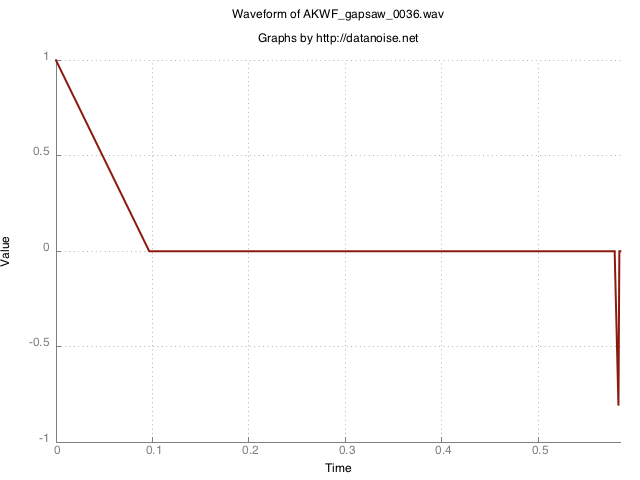 Waveform of AKWF_gapsaw_0036.wav
Graphs by http://datanoise.net
1
0.5
0
-0.5
-1
Value
0 0.1 0.2 0.3 0.4 0.5
Time